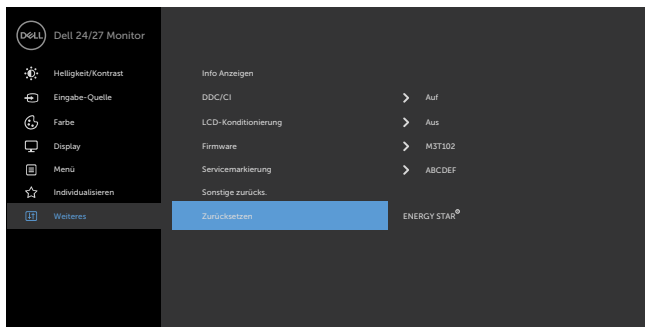 DELL Dell 24/27 Monitor
Helligkeit/Kontrast Info Anzeigen
Eingabe-Quelle DDC/CI Auf
Farbe LCD-Konditionierung Aus
Display Firmware M3T102
Menü Servicemarkierung ABCDEF
Individualisieren Sonstige zurücks.
Weiteres Zurücksetzen ENERGY STAR®